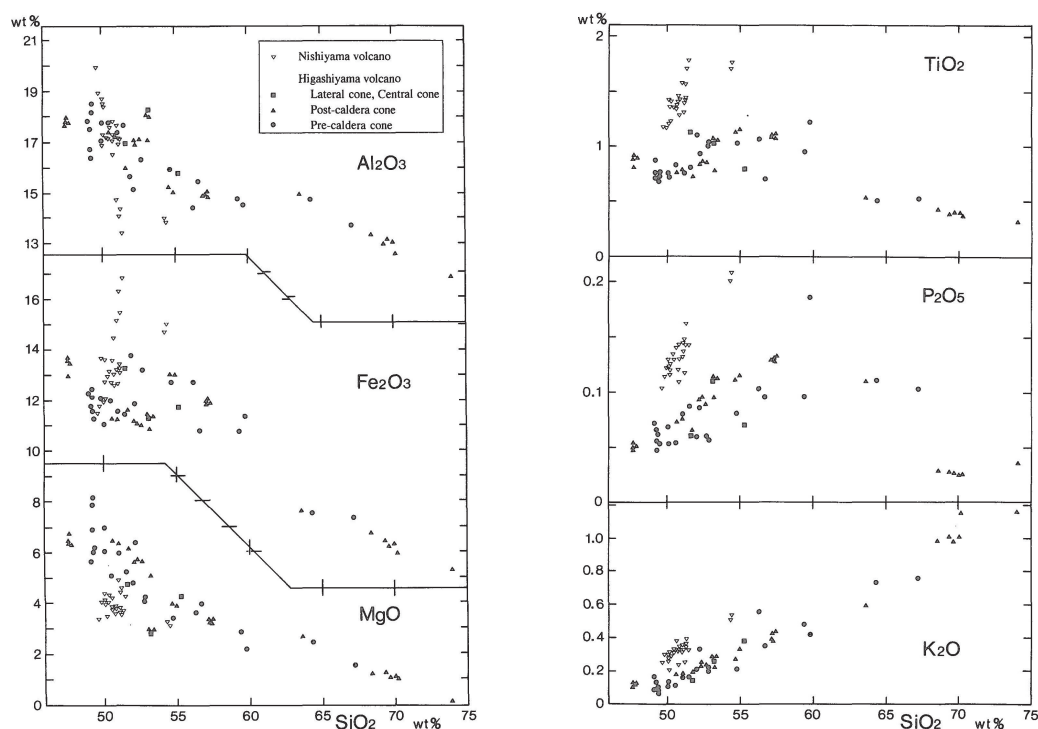 wt%
21
19
17
15
13
Nishiyama volcano
Higashiyama volcano
Lateral cone, Central cone
Post-caldera cone
Pre-caldera cone
Al2O3
16
14
12
10
Fe2O3
8
6
4
2
0
MgO
50 55 60 65 70 75
SiO2 wt%
wt%
2
1
0
TiO2
0.2
0.1
0
P2O5
1.0
0.8
0.6
0.4
0.2
0
K2O
50 55 60 65 70 75
SiO2 wt%